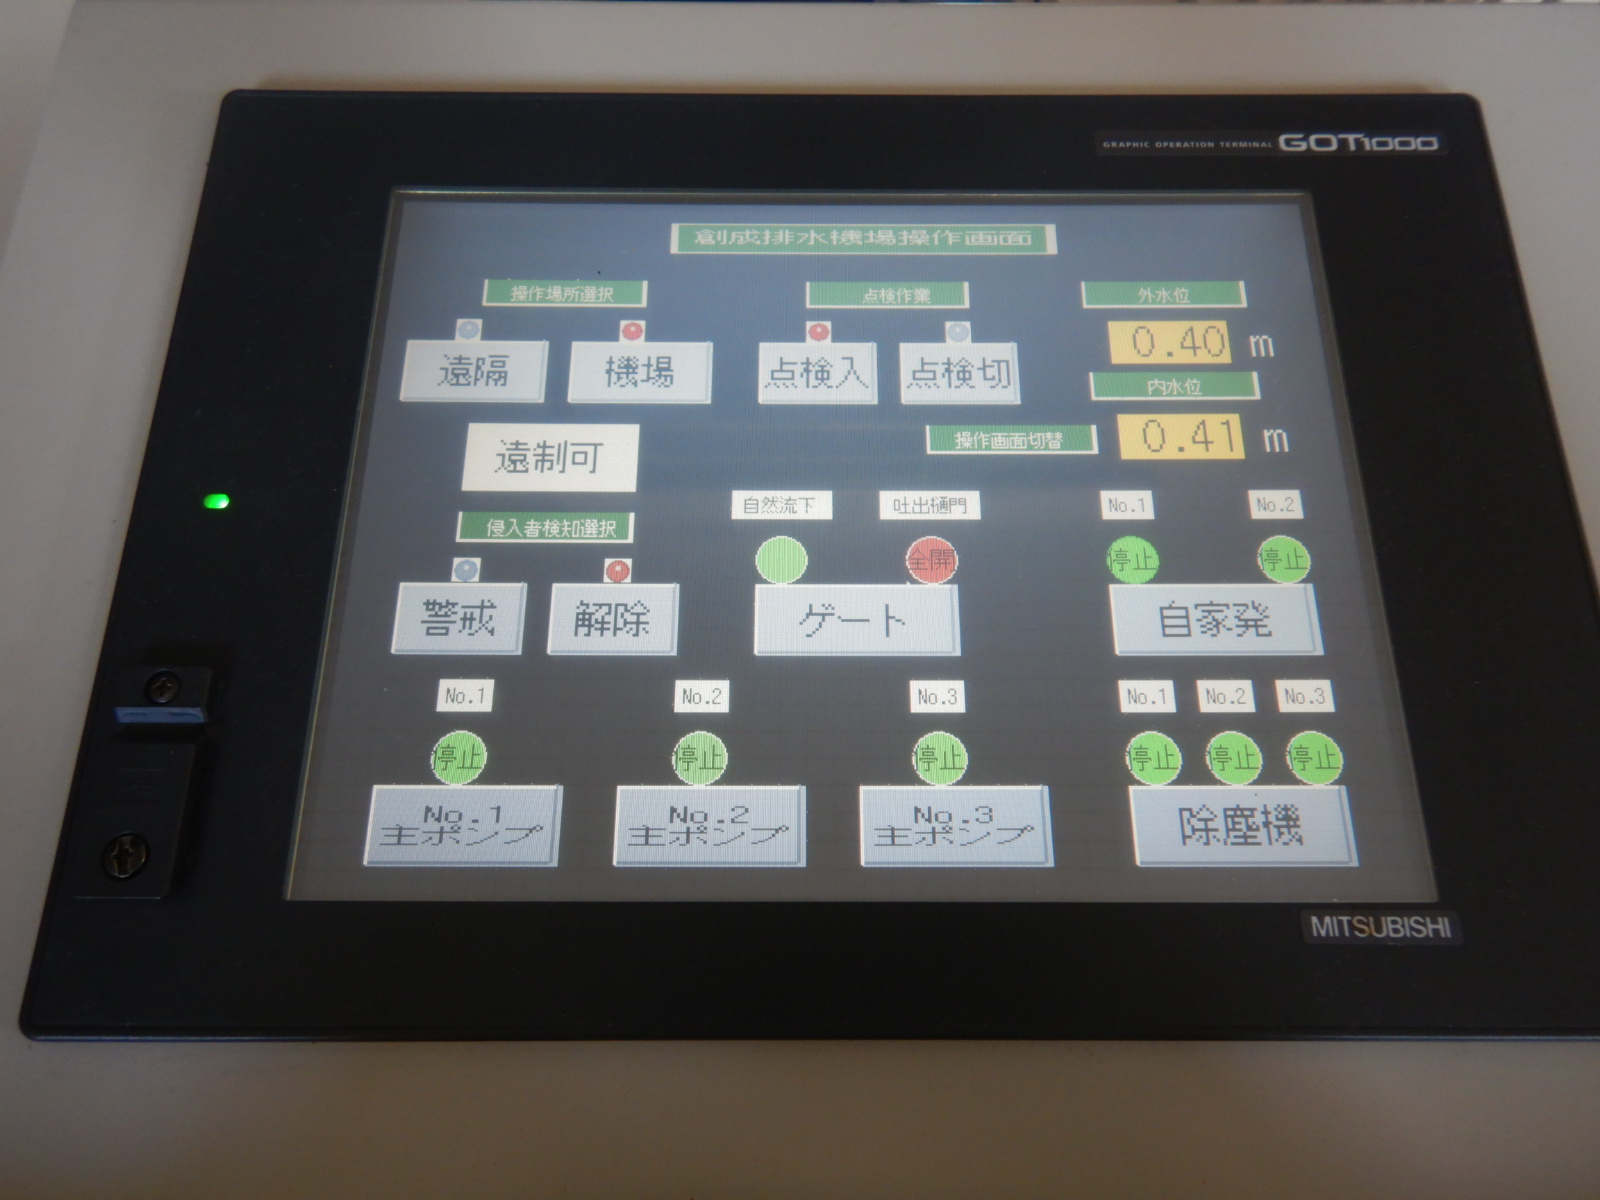 GRAPHIC OPERATION TERMINAL GOT1000
創成排水機場操作画面
操作場所選択
点検作業
外水位
遠隔
機場
点検入
点検切
0.40 m
内水位
遠制可
操作画面切替
0.41 m
自然流下
吐出樋門
No.1
No.2
侵入者検知選択
全開
停止
停止
警戒
解除
ゲート
自家発
No.1
No.2
No.3
No.1
No.2
No.3
停止
停止
停止
停止
停止
停止
No.1
主ポンプ
No.2
主ポンプ
No.3
主ポンプ
除塵機
MITSUBISHI